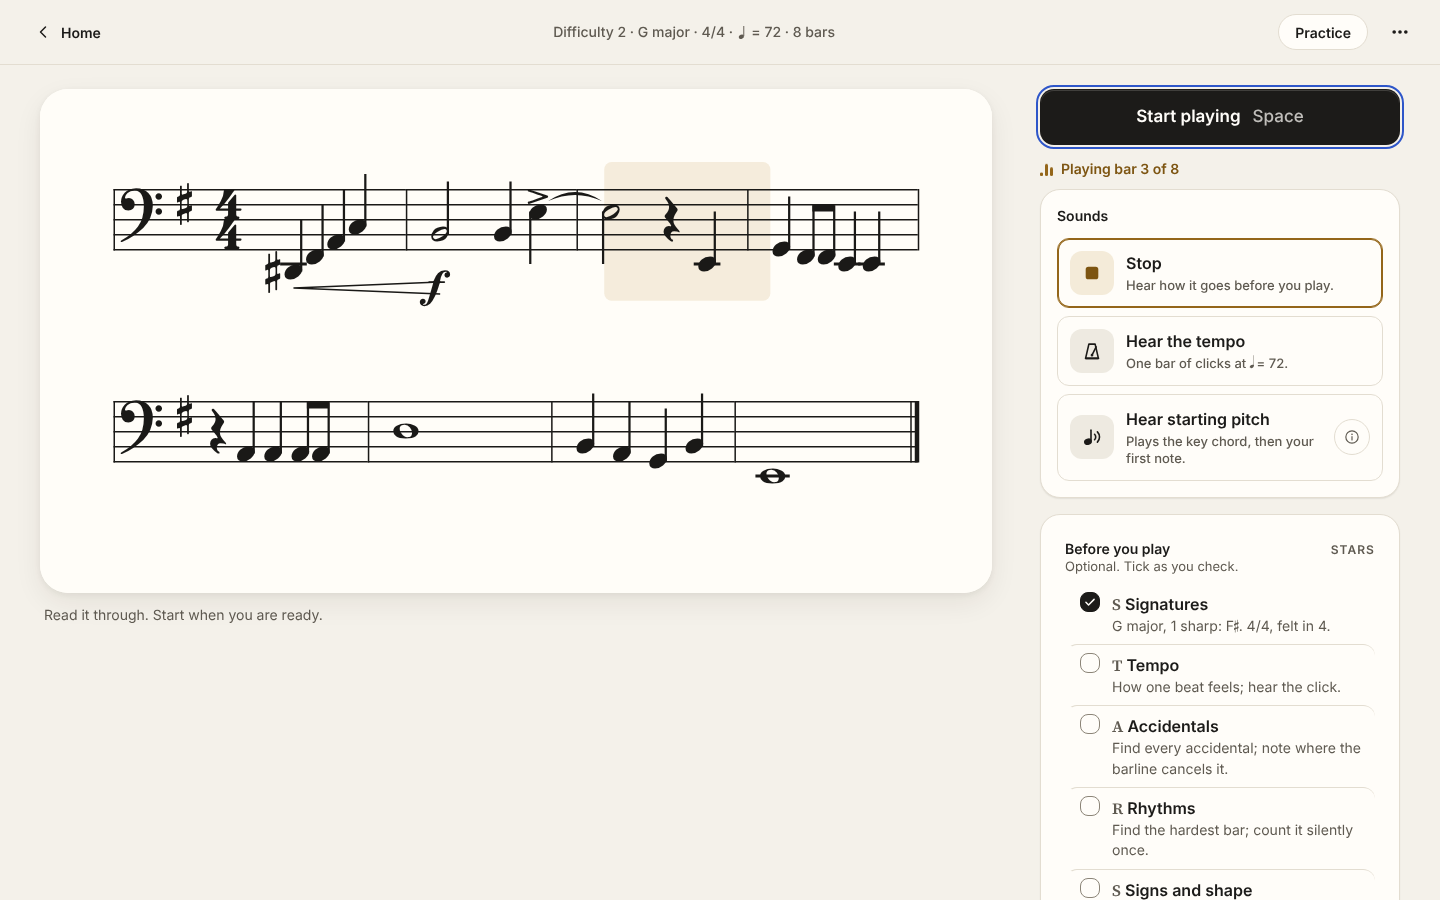 Home
Difficulty 2 · G major · 4/4 · ♩ = 72 · 8 bars
Practice
Start playing Space
Playing bar 3 of 8
Sounds
Stop
Hear how it goes before you play.
Hear the tempo
One bar of clicks at ♩ = 72.
Hear starting pitch
Plays the key chord, then your
first note.
Before you play
STARS
Optional. Tick as you check.
S Signatures
G major, 1 sharp: F♯. 4/4, felt in 4.
T Tempo
How one beat feels; hear the click.
A Accidentals
Find every accidental; note where the
barline cancels it.
R Rhythms
Find the hardest bar; count it silently
once.
S Signs and shape
4
4
f
Read it through. Start when you are ready.